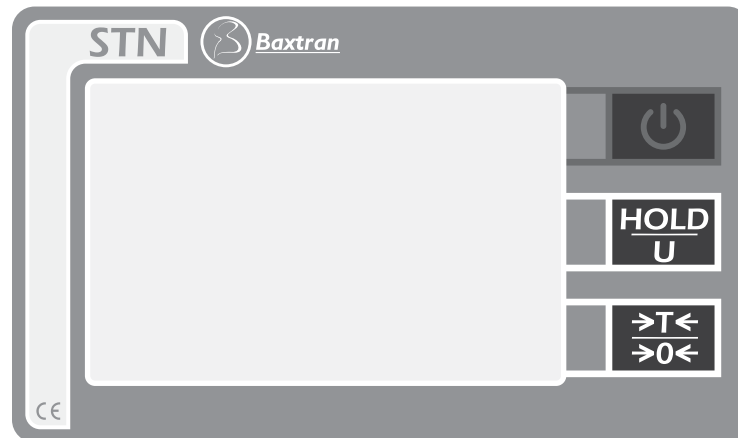 STN Baxtran
HOLD
U
→T←
→0←
CE